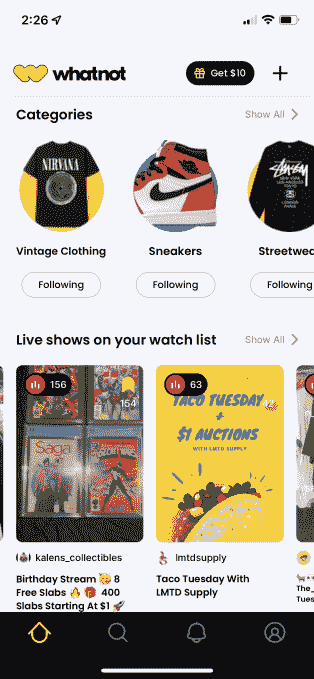 2:26
whatnot
Get $10
Categories
Show All
NIRVANA
STUSSY
Vintage Clothing
Sneakers
Streetwea
Following
Following
Following
Live shows on your watch list
Show All
156
154
Saga
63
TACO TUESDAY
+
$1 AUCTIONS
WITH LMTD SUPPLY
kalens_collectibles
lmtdsupply
Birthday Stream 🥳 8
Free Slabs 🔥 🎁 400
Slabs Starting At $1 🚀
Taco Tuesday With
LMTD SUPPLY
The_
Tues